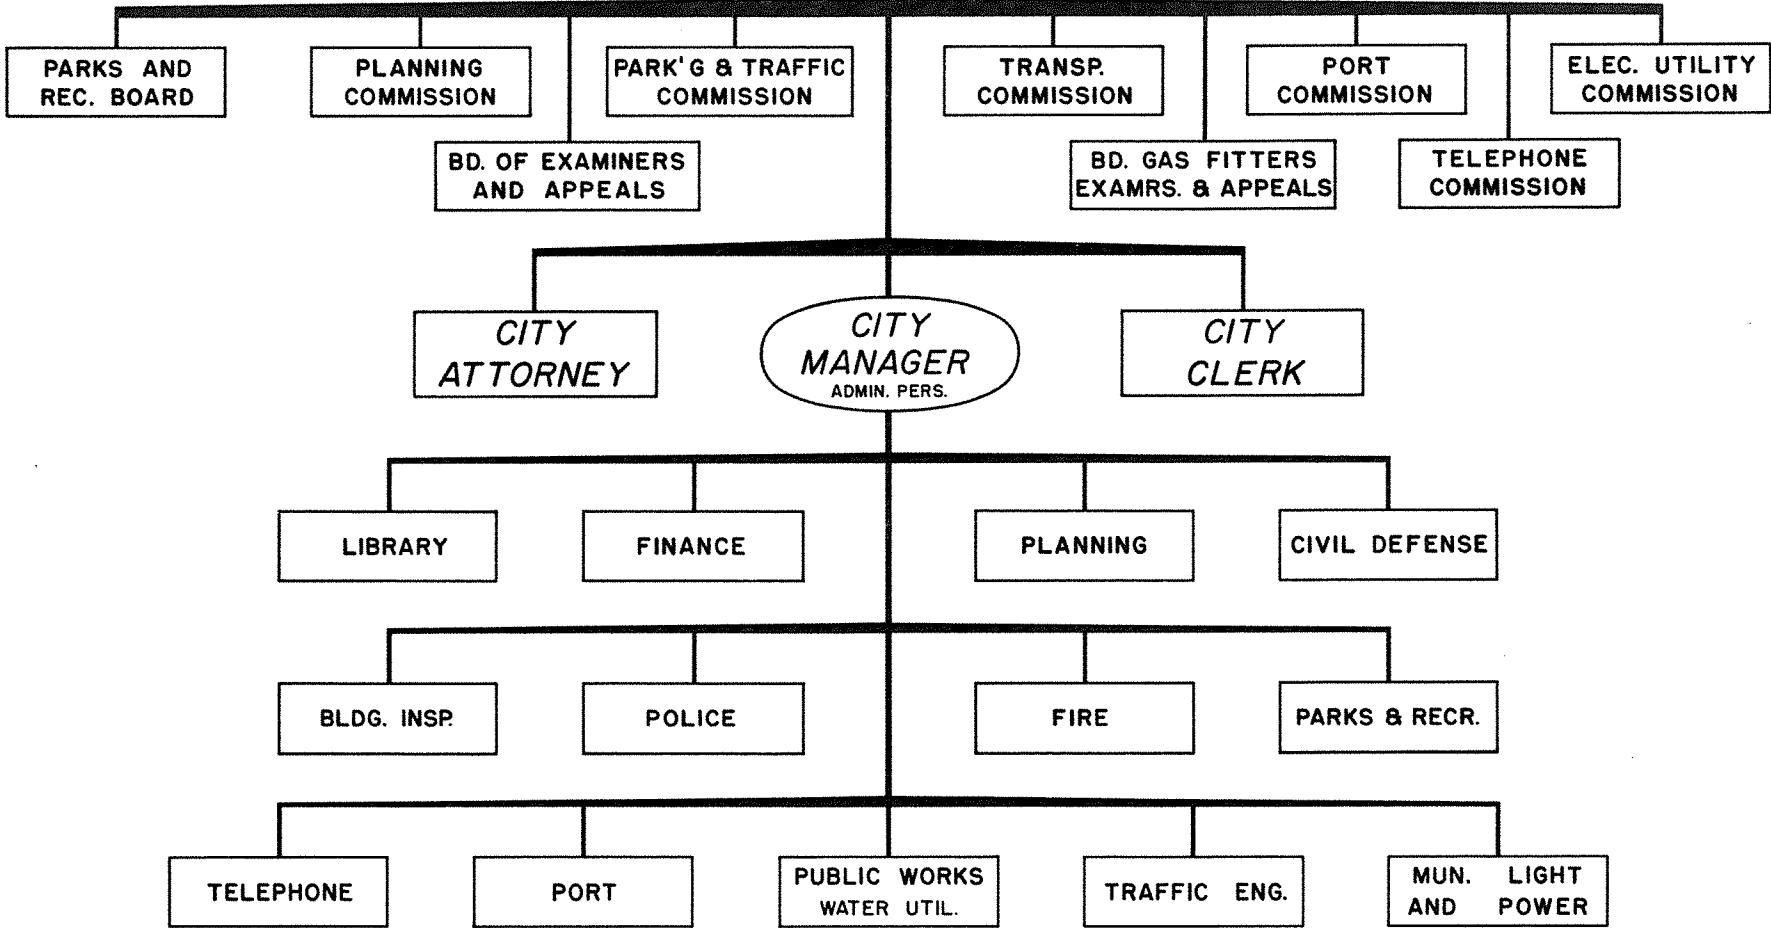 PARKS AND
REC. BOARD
PLANNING
COMMISSION
PARK'G & TRAFFIC
COMMISSION
TRANSP.
COMMISSION
PORT
COMMISSION
ELEC. UTILITY
COMMISSION
BD. OF EXAMINERS
AND APPEALS
BD. GAS FITTERS
EXAMRS. & APPEALS
TELEPHONE
COMMISSION
CITY
ATTORNEY
CITY
MANAGER
ADMIN. PERS.
CITY
CLERK
LIBRARY
FINANCE
PLANNING
CIVIL DEFENSE
BLDG. INSP.
POLICE
FIRE
PARKS & RECR.
TELEPHONE
PORT
PUBLIC WORKS
WATER UTIL.
TRAFFIC ENG.
MUN. LIGHT
AND POWER